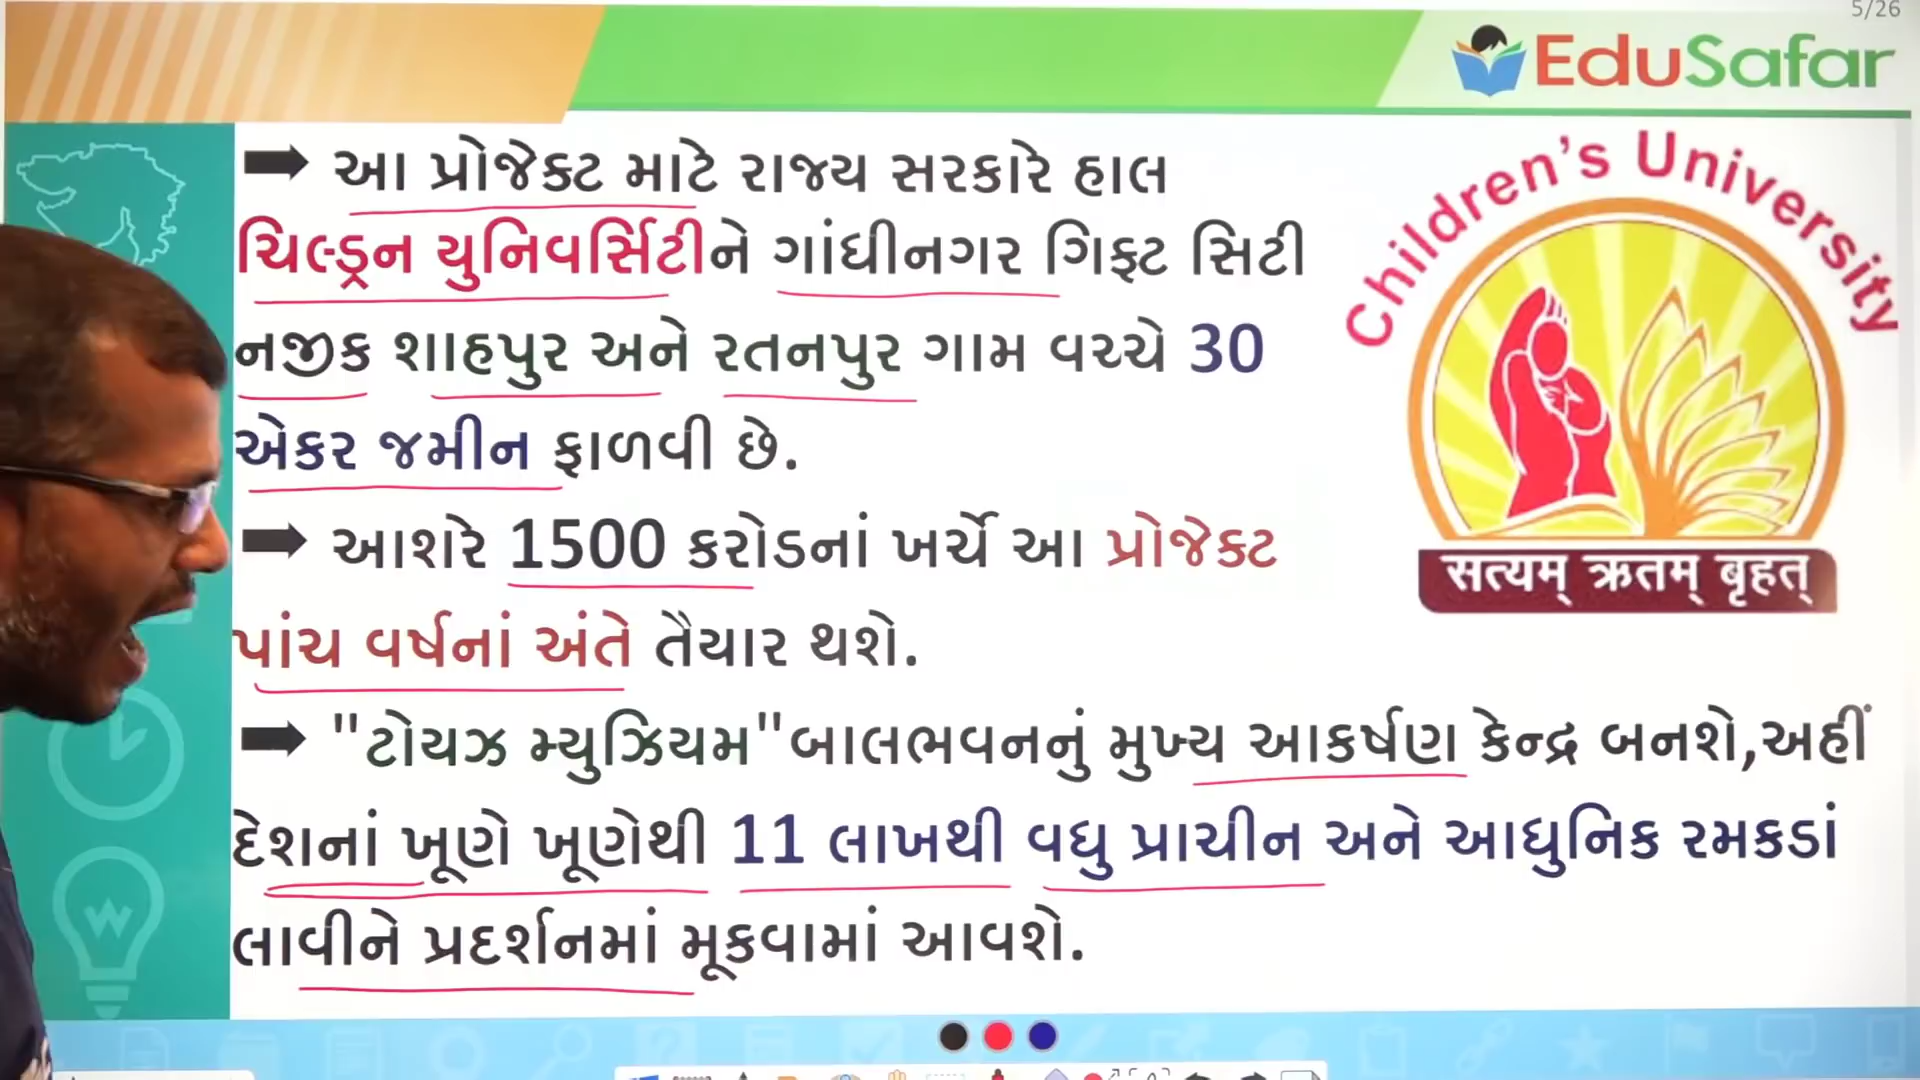 5/26
EduSafar
➡ આ પ્રોજેક્ટ માટે રાજ્ય સરકારે હાલ
ચિલ્ડ્રન યુનિવર્સિટીને ગાંધીનગર ગિફ્ટ સિટી
નજીક શાહપુર અને રતનપુર ગામ વચ્ચે 30
એકર જમીન ફાળવી છે.
➡ આશરે 1500 કરોડનાં ખર્ચે આ પ્રોજેક્ટ
પાંચ વર્ષનાં અંતે તૈયાર થશે.
➡ "ટોયઝ મ્યુઝિયમ"બાલભવનનું મુખ્ય આકર્ષણ કેન્દ્ર બનશે,અહીં
દેશનાં ખૂણે ખૂણેથી 11 લાખથી વધુ પ્રાચીન અને આધુનિક રમકડાં
લાવીને પ્રદર્શનમાં મૂકવામાં આવશે.
Children's University
सत्यम् ऋतम् बृहत्